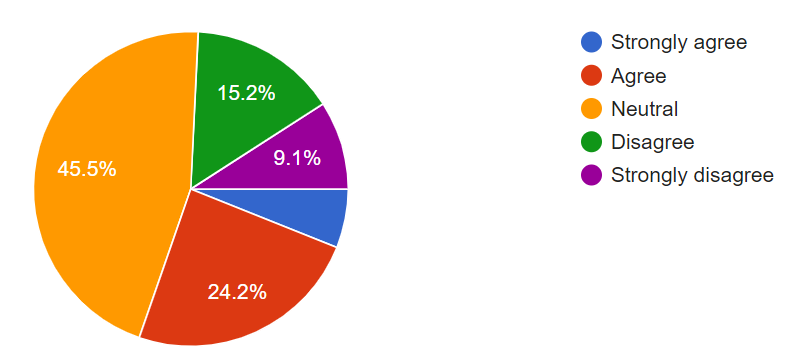 15.2%
9.1%
45.5%
24.2%
Strongly agree
Agree
Neutral
Disagree
Strongly disagree